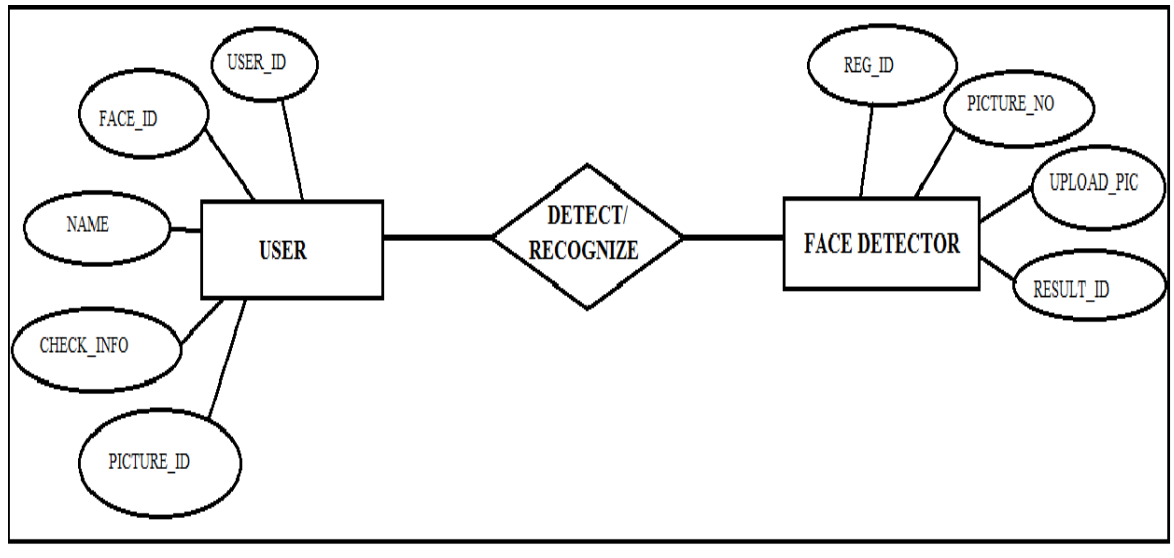 USER_ID
FACE_ID
NAME
CHECK_INFO
PICTURE_ID
USER
DETECT/
RECOGNIZE
REG_ID
PICTURE_NO
UPLOAD_PIC
RESULT_ID
FACE DETECTOR